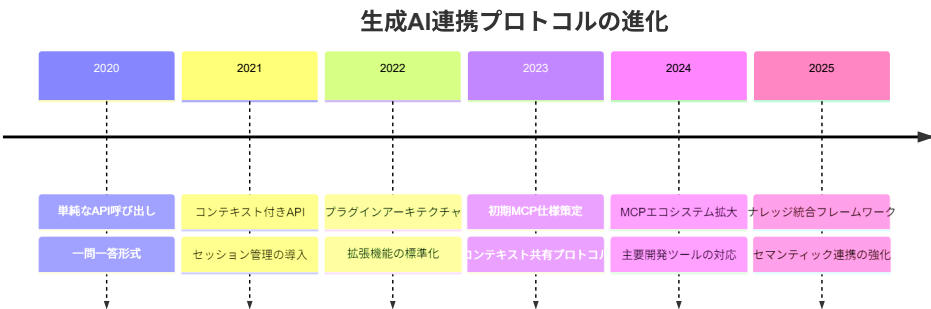 生成AI連携プロトコルの進化
2020
2021
2022
2023
2024
2025
単純なAPI呼び出し
コンテキスト付きAPI
プラグインアーキテクチャ
初期MCP仕様策定
MCPエコシステム拡大
ナレッジ統合フレームワーク
一問一答形式
セッション管理の導入
拡張機能の標準化
コンテキスト共有プロトコル
主要開発ツールの対応
セマンティック連携の強化